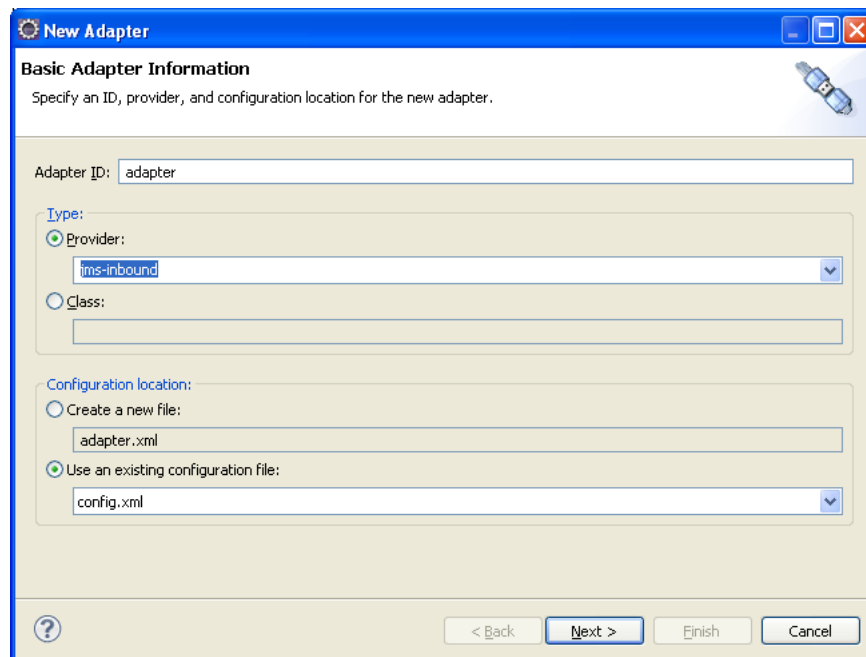 New Adapter
Basic Adapter Information
Specify an ID, provider, and configuration location for the new adapter.
Adapter ID: adapter
Type:
Provider:
jms-inbound
Class:
Configuration location:
Create a new file:
adapter.xml
Use an existing configuration file:
config.xml
? < Back Next > Finish Cancel